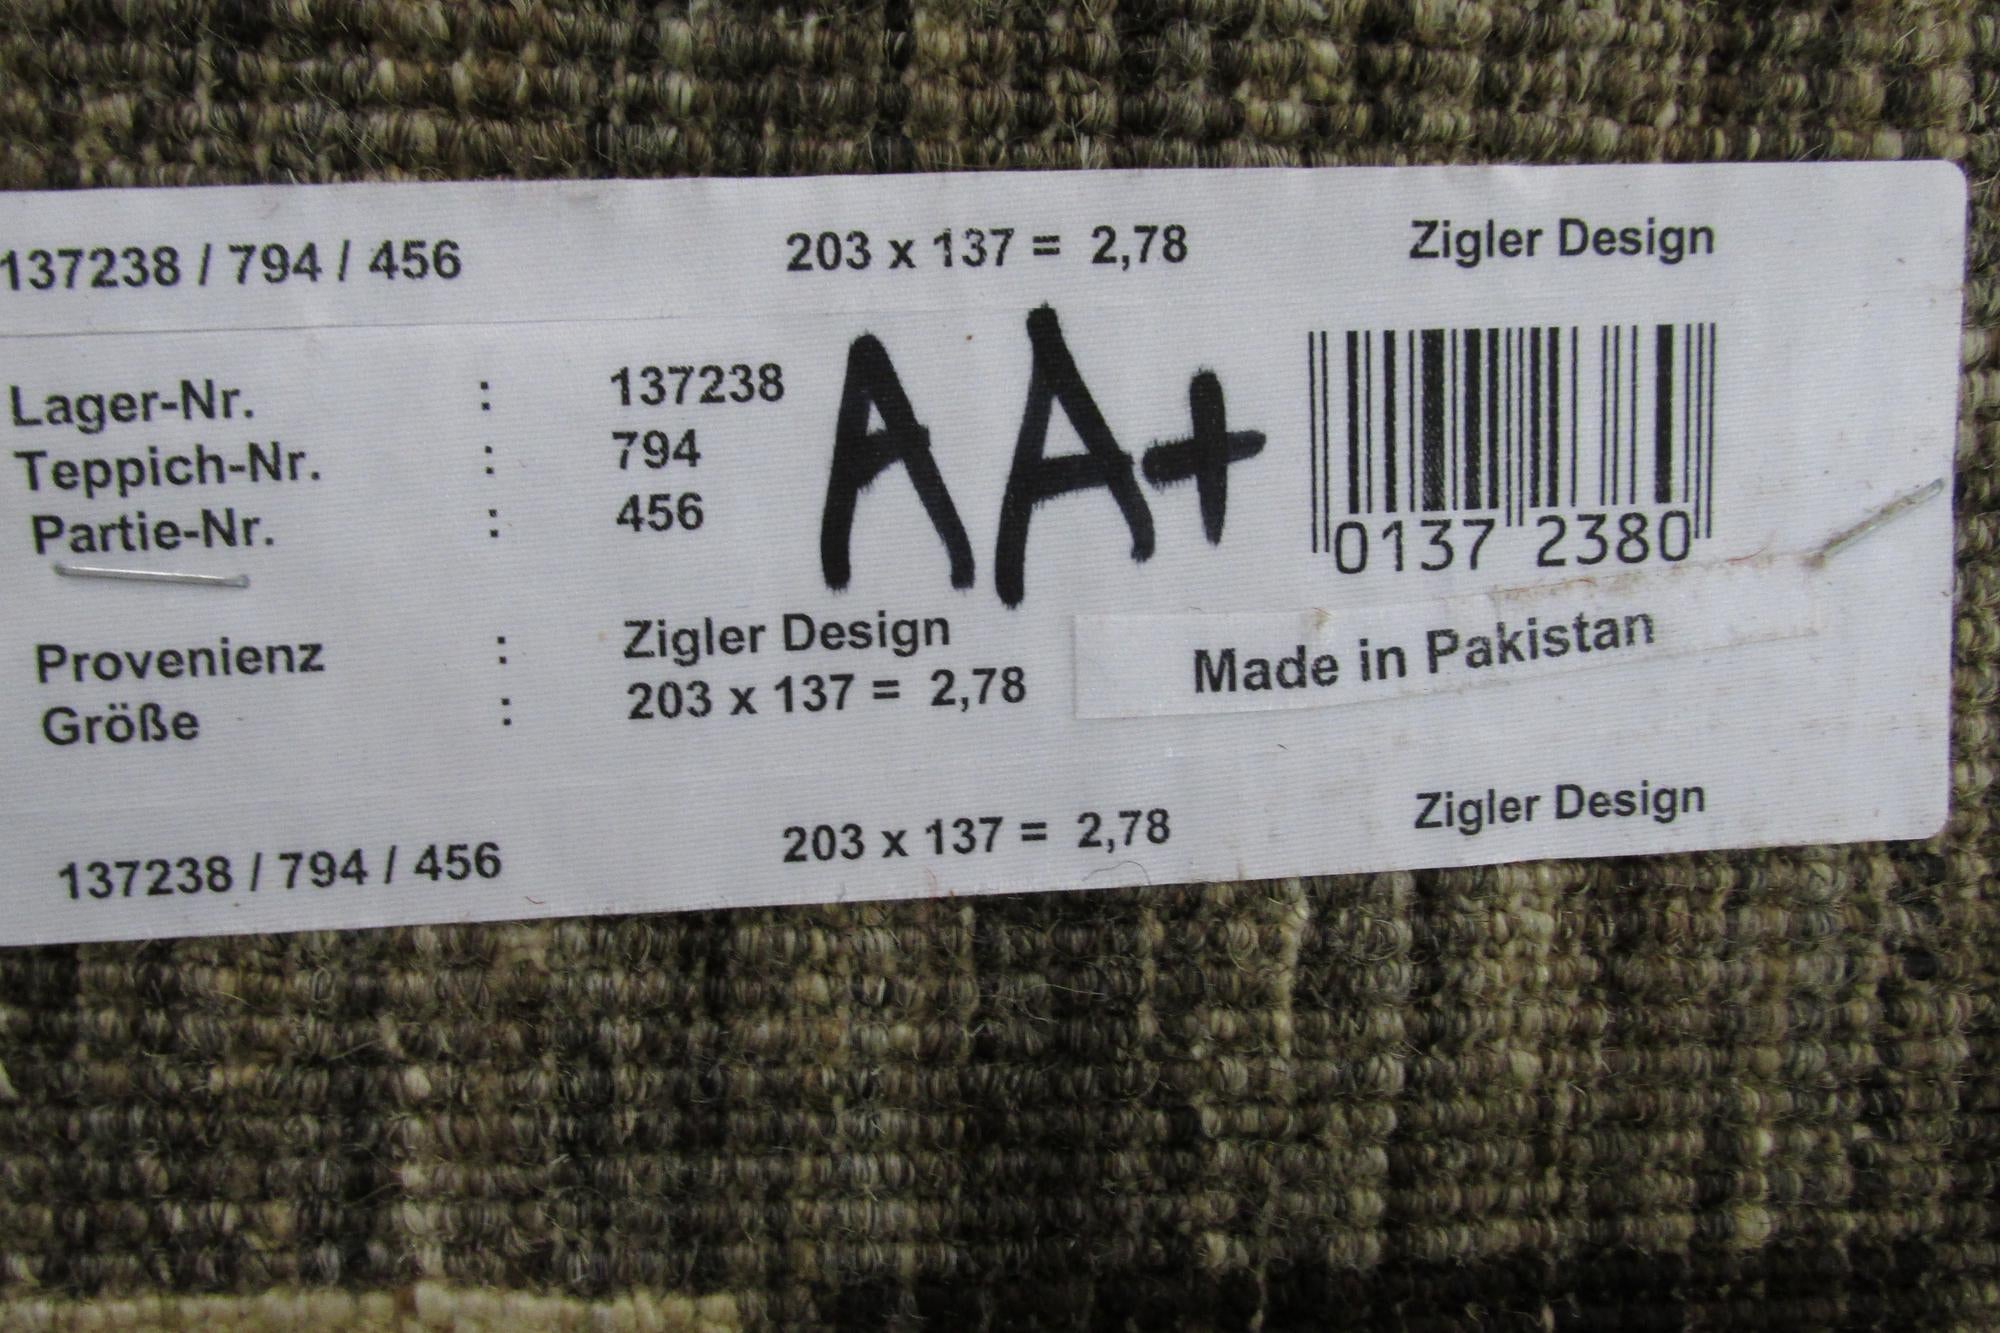 137238 / 794 / 456 203 x 137 = 2,78 Zigler Design
Lager-Nr. : 137238
Teppich-Nr. : 794
Partie-Nr. : 456
AA+
0137 2380
Provenienz : Zigler Design
Größe : 203 x 137 = 2,78
Made in Pakistan
137238 / 794 / 456 203 x 137 = 2,78 Zigler Design